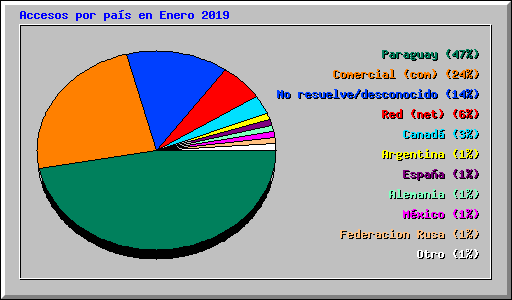 Accesos por país en Enero 2019
Paraguay (47%)
Comercial (com) (24%)
No resuelve/desconocido (14%)
Red (net) (6%)
Canadá (3%)
Argentina (1%)
España (1%)
Alemania (1%)
México (1%)
Federacion Rusa (1%)
Otro (1%)